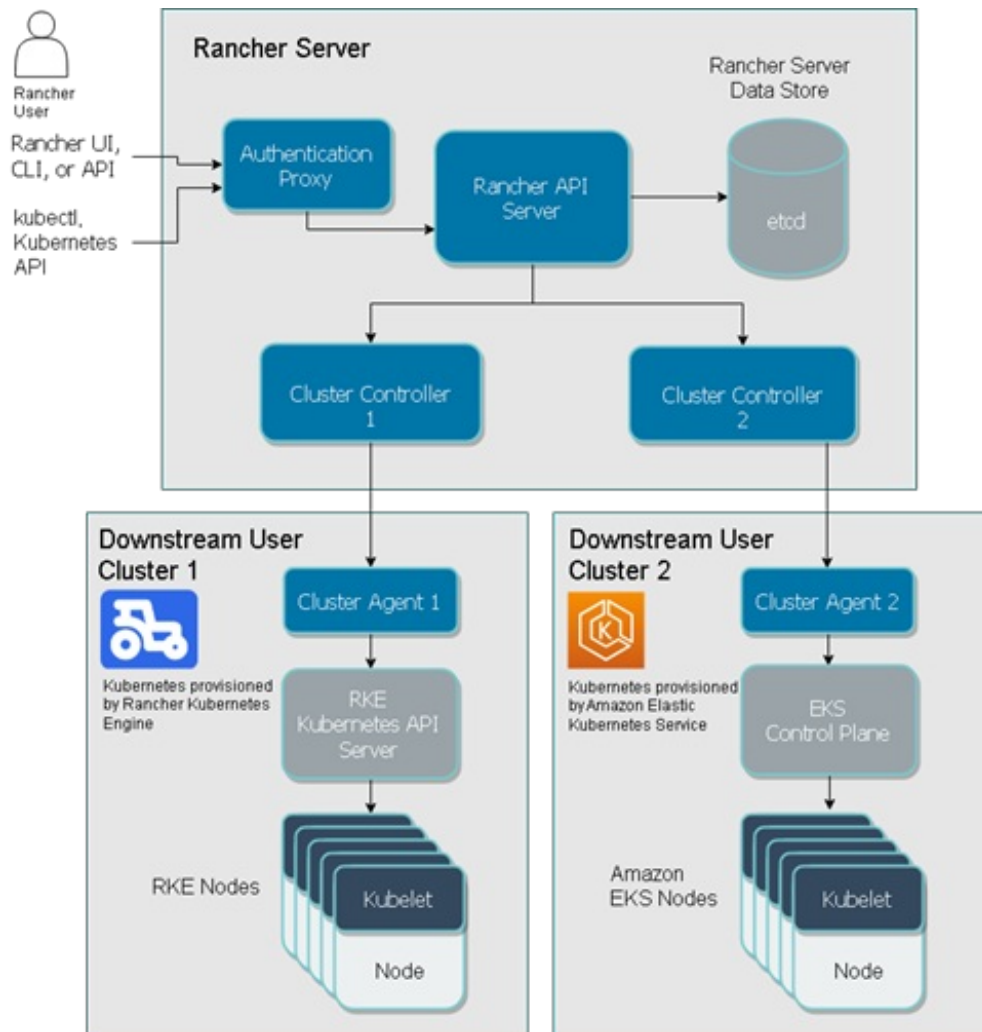 Rancher Server
Rancher
User
Rancher UI,
CLI, or API
kubectl,
Kubernetes
API
Authentication
Proxy
Rancher API
Server
Rancher Server
Data Store
etcd
Cluster Controller
1
Cluster Controller
2
Downstream User
Cluster 1
Cluster Agent 1
Kubernetes provisioned
by Rancher Kubernetes
Engine
RKE
Kubernetes API
Server
RKE Nodes
Kubelet
Node
Downstream User
Cluster 2
Cluster Agent 2
K
Kubernetes provisioned
by Amazon Elastic
Kubernetes Service
EKS
Control Plane
Amazon
EKS Nodes
Kubelet
Node